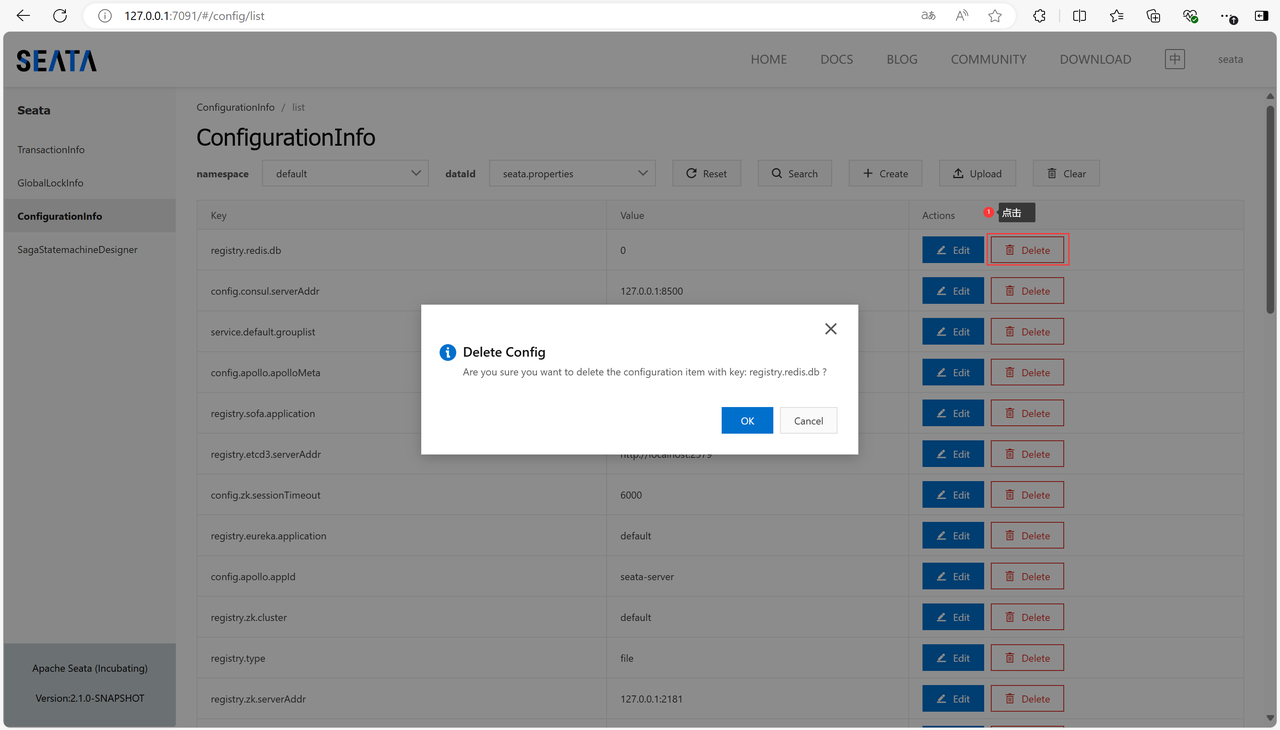 127.0.0.1:7091/#/config/list
SEATA
HOME DOCS BLOG COMMUNITY DOWNLOAD 中 seata
Seata
TransactionInfo
GlobalLockInfo
ConfigurationInfo
SagaStatemachineDesigner
Apache Seata (Incubating)
Version:2.1.0-SNAPSHOT
ConfigurationInfo / list
ConfigurationInfo
namespace default dataId seata.properties Reset Search Create Upload Clear
Key Value Actions 1 点击
registry.redis.db 0 Edit Delete
config.consul.serverAddr 127.0.0.1:8500 Edit Delete
service.default.grouplist Edit Delete
config.apollo.apolloMeta Edit Delete
registry.sofa.application Edit Delete
registry.etcd3.serverAddr http://localhost:2379 Edit Delete
config.zk.sessionTimeout 6000 Edit Delete
registry.eureka.application default Edit Delete
config.apollo.appId seata-server Edit Delete
registry.zk.cluster default Edit Delete
registry.type file Edit Delete
registry.zk.serverAddr 127.0.0.1:2181 Edit Delete
Delete Config
Are you sure you want to delete the configuration item with key: registry.redis.db ?
OK Cancel